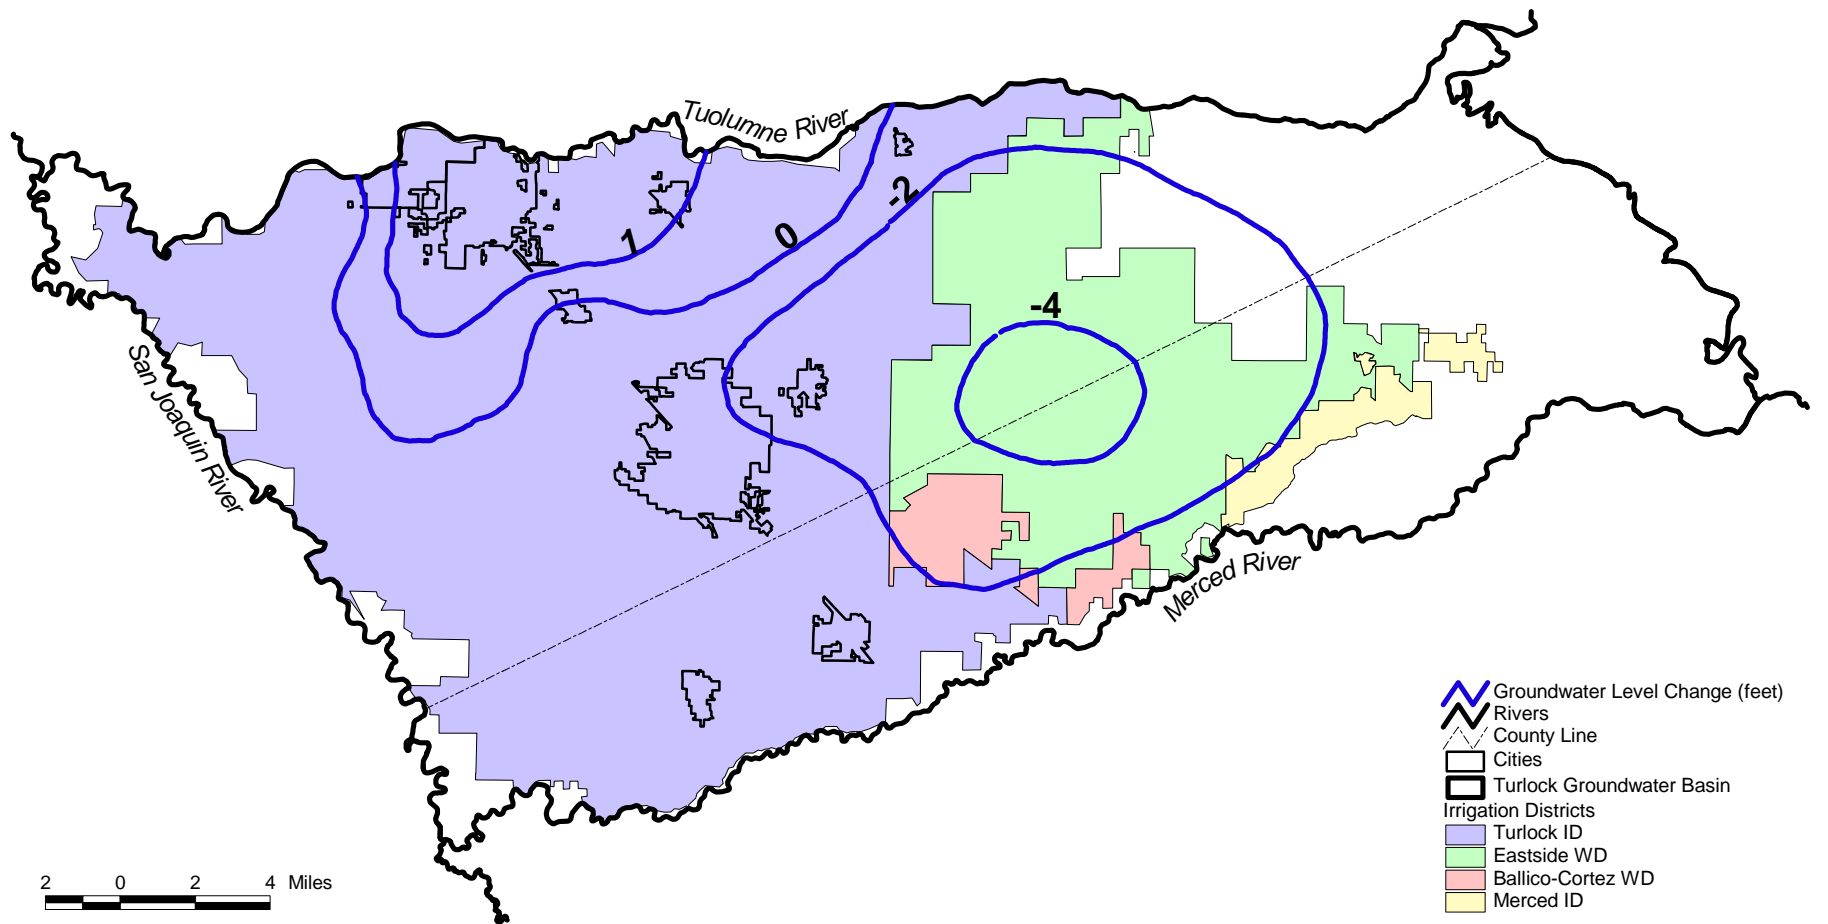 Tuolumne River
-2
0
1
-4
San Joaquin River
Merced River
Groundwater Level Change (feet)
Rivers
County Line
Cities
Turlock Groundwater Basin
Irrigation Districts
Turlock ID
Eastside WD
Ballico-Cortez WD
Merced ID
2 0 2 4 Miles